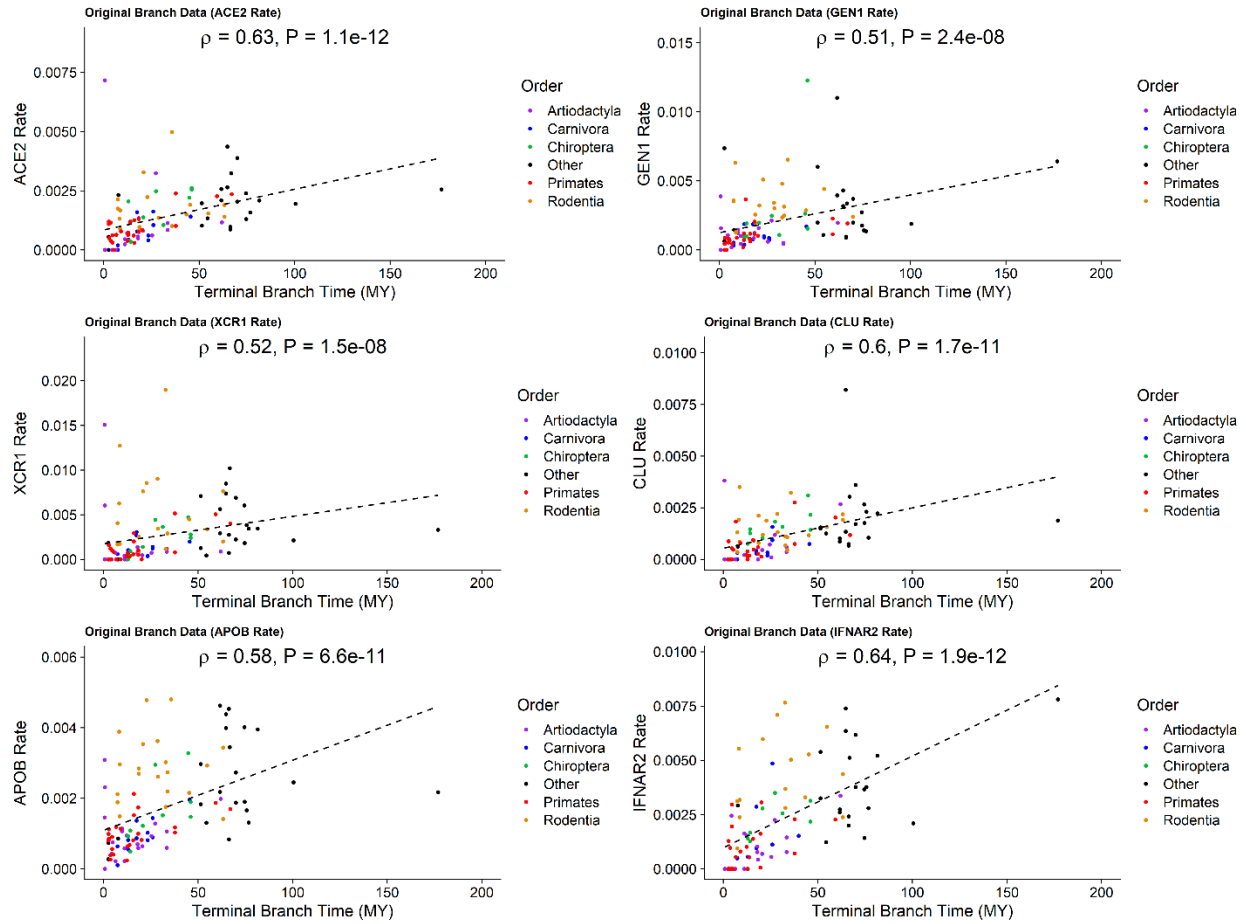 Original Branch Data (ACE2 Rate)
ρ = 0.63, P = 1.1e-12
ACE2 Rate
0.0075
0.0050
0.0025
0.0000
0 50 100 150 200
Terminal Branch Time (MY)
Order
Artiodactyla
Carnivora
Chiroptera
Other
Primates
Rodentia
Original Branch Data (GEN1 Rate)
ρ = 0.51, P = 2.4e-08
GEN1 Rate
0.015
0.010
0.005
0.000
0 50 100 150 200
Terminal Branch Time (MY)
Order
Artiodactyla
Carnivora
Chiroptera
Other
Primates
Rodentia
Original Branch Data (XCR1 Rate)
ρ = 0.52, P = 1.5e-08
XCR1 Rate
0.020
0.015
0.010
0.005
0.000
0 50 100 150 200
Terminal Branch Time (MY)
Order
Artiodactyla
Carnivora
Chiroptera
Other
Primates
Rodentia
Original Branch Data (CLU Rate)
ρ = 0.6, P = 1.7e-11
CLU Rate
0.0100
0.0075
0.0050
0.0025
0.0000
0 50 100 150 200
Terminal Branch Time (MY)
Order
Artiodactyla
Carnivora
Chiroptera
Other
Primates
Rodentia
Original Branch Data (APOB Rate)
ρ = 0.58, P = 6.6e-11
APOB Rate
0.006
0.004
0.002
0.000
0 50 100 150 200
Terminal Branch Time (MY)
Order
Artiodactyla
Carnivora
Chiroptera
Other
Primates
Rodentia
Original Branch Data (IFNAR2 Rate)
ρ = 0.64, P = 1.9e-12
IFNAR2 Rate
0.0100
0.0075
0.0050
0.0025
0.0000
0 50 100 150 200
Terminal Branch Time (MY)
Order
Artiodactyla
Carnivora
Chiroptera
Other
Primates
Rodentia